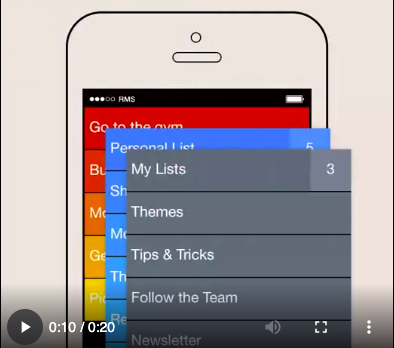 RMS
Go to the gym
Personal List 5
My Lists 3
Bu
Sh
Themes
Mo
Mo
Tips & Tricks
Ge
Th
Follow the Team
Pi
Re
Newsletter
0:10 / 0:20